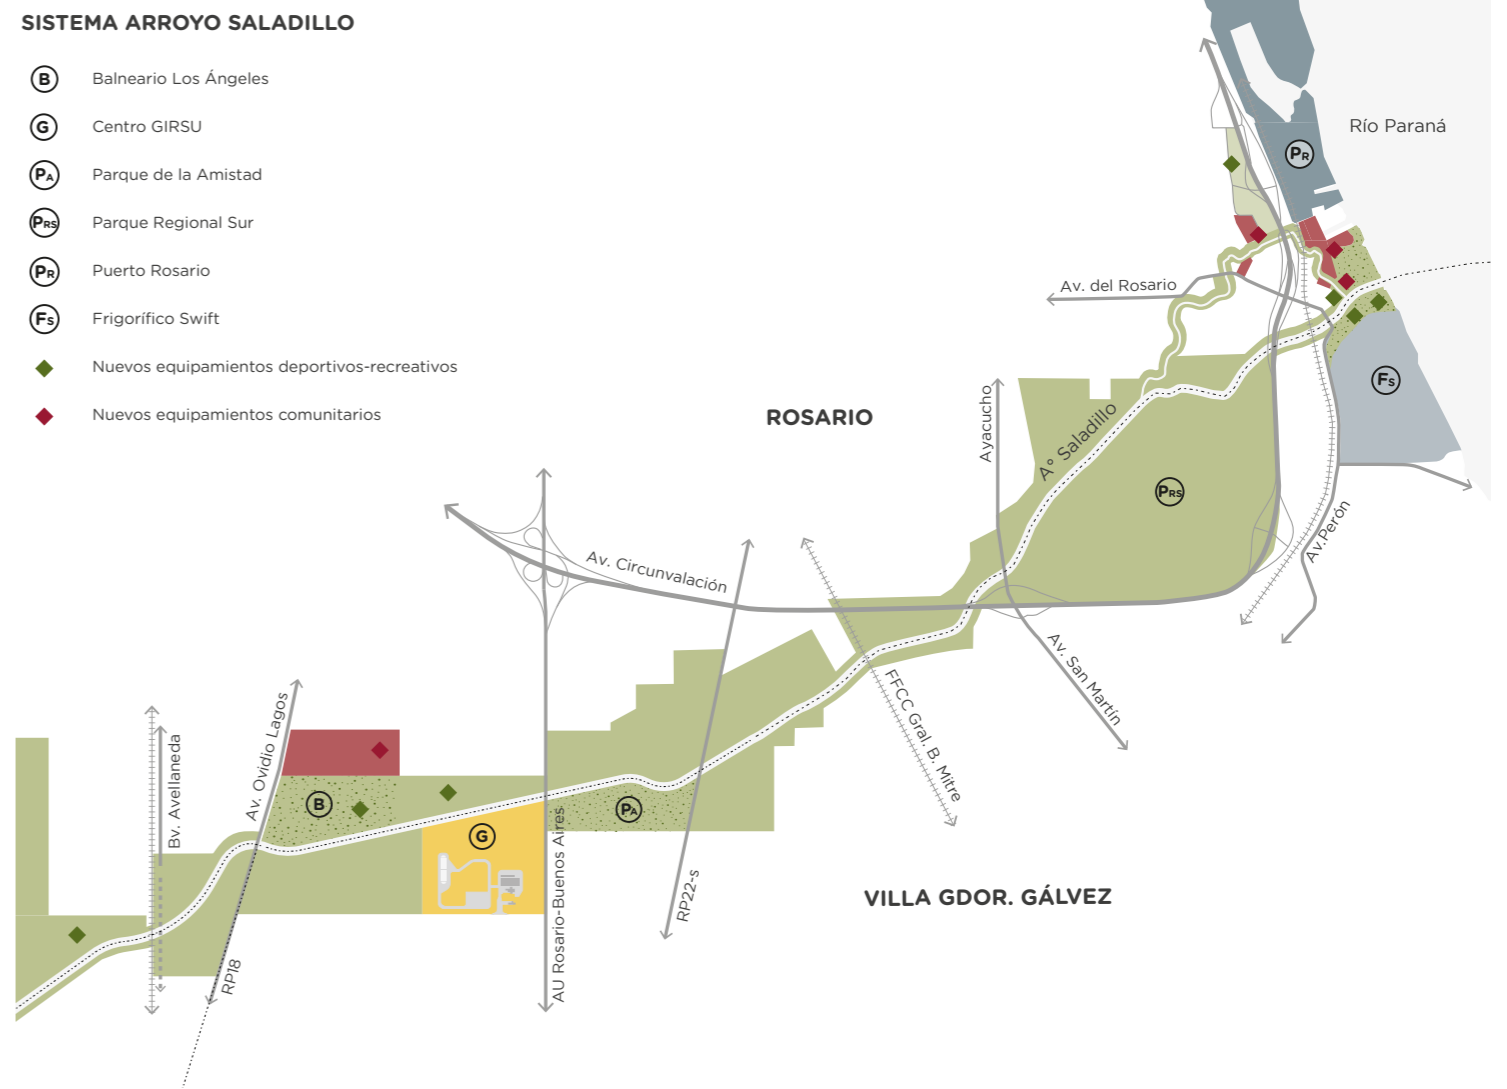 SISTEMA ARROYO SALADILLO
B Balneario Los Ángeles
G Centro GIRSU
PA Parque de la Amistad
PRS Parque Regional Sur
PR Puerto Rosario
FS Frigorífico Swift
Nuevos equipamientos deportivos-recreativos
Nuevos equipamientos comunitarios
Río Paraná
PR
Av. del Rosario
FS
ROSARIO
Ayacucho
A° Saladillo
PRS
Av.Perón
Av. Circunvalación
Av. San Martín
FFCC Gral. B. Mitre
Bv. Avellaneda
Av. Ovidio Lagos
B
G
PA
AU Rosario-Buenos Aires
RP22-s
RP18
VILLA GDOR. GÁLVEZ